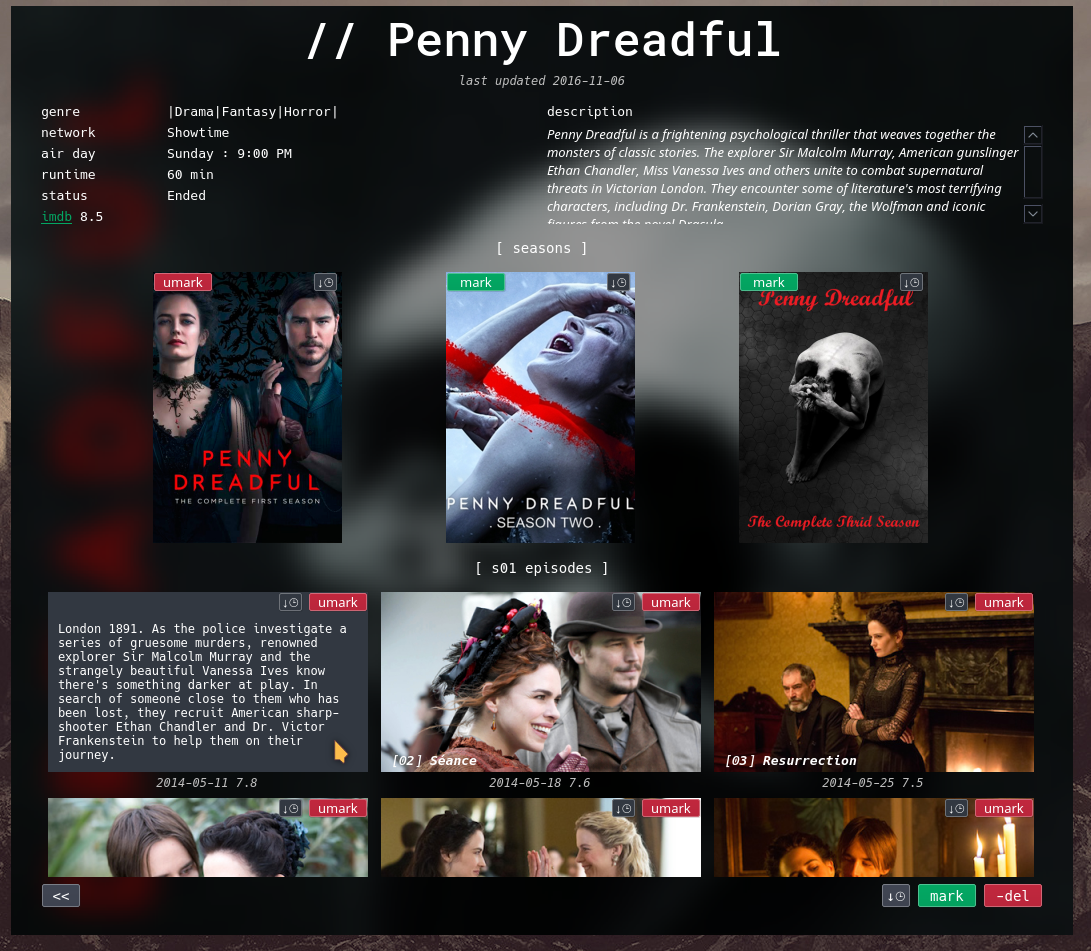 // Penny Dreadful
last updated 2016-11-06
genre |Drama|Fantasy|Horror|
network Showtime
air day Sunday : 9:00 PM
runtime 60 min
status Ended
imdb 8.5
description
Penny Dreadful is a frightening psychological thriller that weaves together the
monsters of classic stories. The explorer Sir Malcolm Murray, American gunslinger
Ethan Chandler, Miss Vanessa Ives and others unite to combat supernatural
threats in Victorian London. They encounter some of literature's most terrifying
characters, including Dr. Frankenstein, Dorian Gray, the Wolfman and iconic
figures from the novel Dracula.
[ seasons ]
umark
PENNY
DREADFUL
THE COMPLETE FIRST SEASON
mark
PENNY DREADFUL
. SEASON TWO .
mark
Penny Dreadful
The Complete Thrid Season
[ s01 episodes ]
umark
London 1891. As the police investigate a
series of gruesome murders, renowned
explorer Sir Malcolm Murray and the
strangely beautiful Vanessa Ives know
there's something darker at play. In
search of someone close to them who has
been lost, they recruit American sharp-
shooter Ethan Chandler and Dr. Victor
Frankenstein to help them on their
journey.
2014-05-11 7.8
umark
[02] Séance
2014-05-18 7.6
umark
[03] Resurrection
2014-05-25 7.5
umark
umark
umark
<<
mark
-del